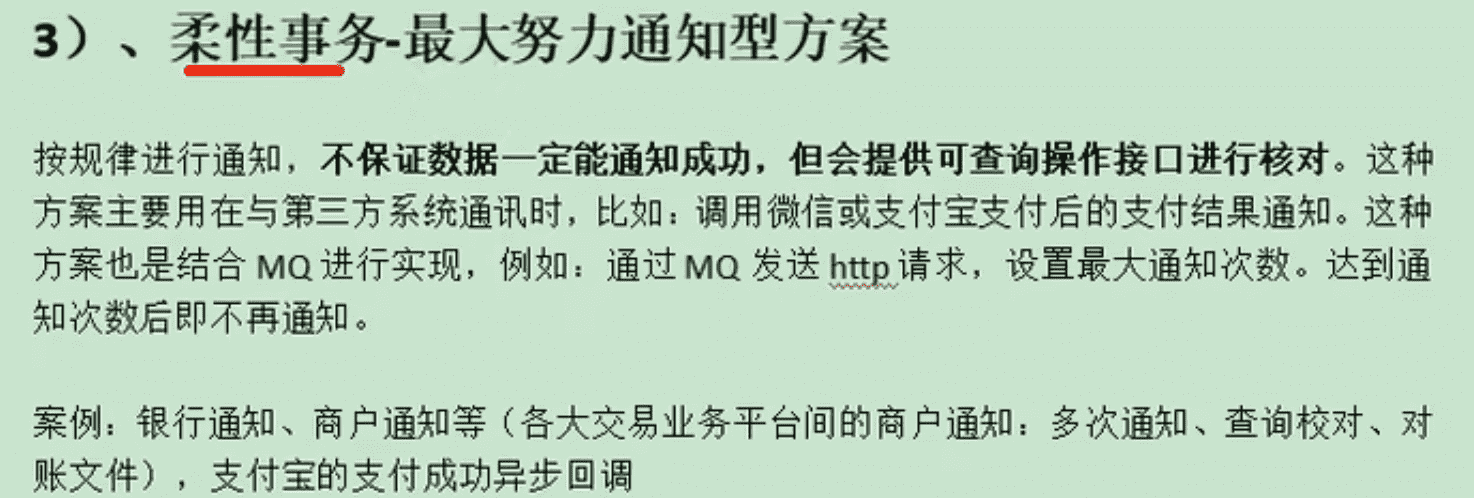 3）、柔性事务-最大努力通知型方案
按规律进行通知，不保证数据一定能通知成功，但会提供可查询操作接口进行核对。这种
方案主要用在与第三方系统通讯时，比如：调用微信或支付宝支付后的支付结果通知。这种
方案也是结合 MQ 进行实现，例如：通过 MQ 发送 http 请求，设置最大通知次数。达到通
知次数后即不再通知。
案例：银行通知、商户通知等（各大交易业务平台间的商户通知：多次通知、查询校对、对
账文件），支付宝的支付成功异步回调